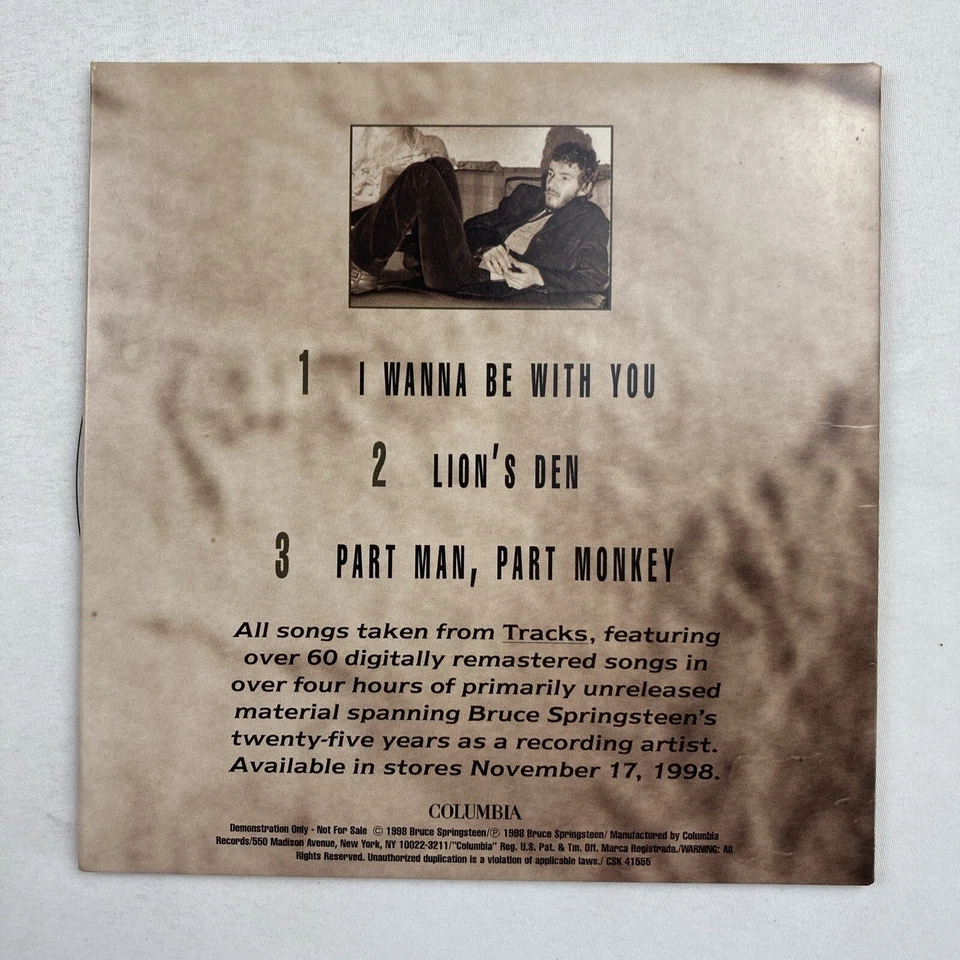 1 I WANNA BE WITH YOU
2 LION'S DEN
3 PART MAN, PART MONKEY
All songs taken from Tracks, featuring
over 60 digitally remastered songs in
over four hours of primarily unreleased
material spanning Bruce Springsteen's
twenty-five years as a recording artist.
Available in stores November 17, 1998.
COLUMBIA
Demonstration Only - Not For Sale © 1998 Bruce Springsteen/℗ 1998 Bruce Springsteen/ Manufactured by Columbia
Records/550 Madison Avenue, New York, NY 10022-3211/"Columbia" Reg. U.S. Pat. & Tm. Off. Marca Registrada./WARNING: All
Rights Reserved. Unauthorized duplication is a violation of applicable laws./ CSK 41555